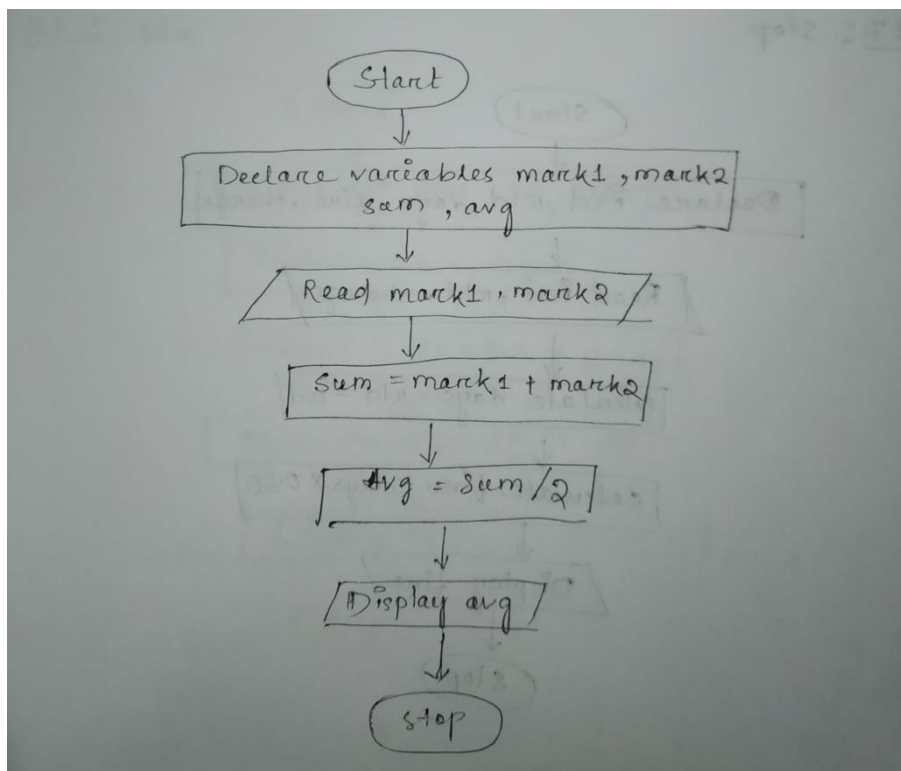 Start
Declare variables mark1, mark2
sum, avg
Read mark1, mark2
Sum = mark1 + mark2
Avg = Sum/2
Display avg
stop